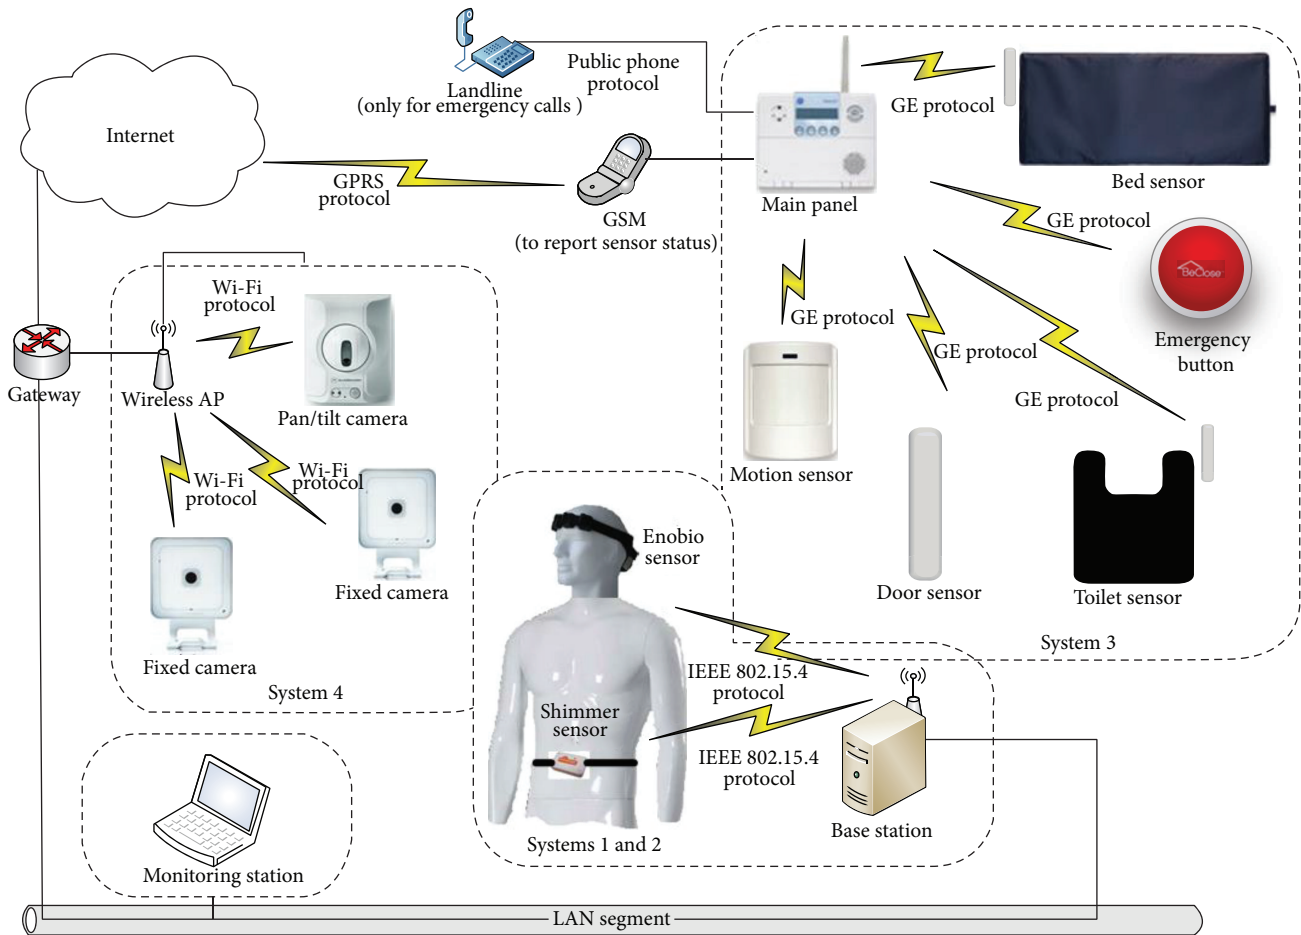 Landline
(only for emergency calls )
Public phone
protocol
Internet
GPRS
protocol
GSM
(to report sensor status)
Main panel
GE protocol
Bed sensor
GE protocol
BeClose
Emergency
button
GE protocol
GE protocol
GE protocol
Motion sensor
Door sensor
Toilet sensor
System 3
Wi-Fi
protocol
Gateway
Wireless AP
Pan/tilt camera
Wi-Fi
protocol
Wi-Fi
protocol
Fixed camera
Fixed camera
System 4
Enobio
sensor
IEEE 802.15.4
protocol
Shimmer
sensor
IEEE 802.15.4
protocol
Base station
Systems 1 and 2
Monitoring station
LAN segment